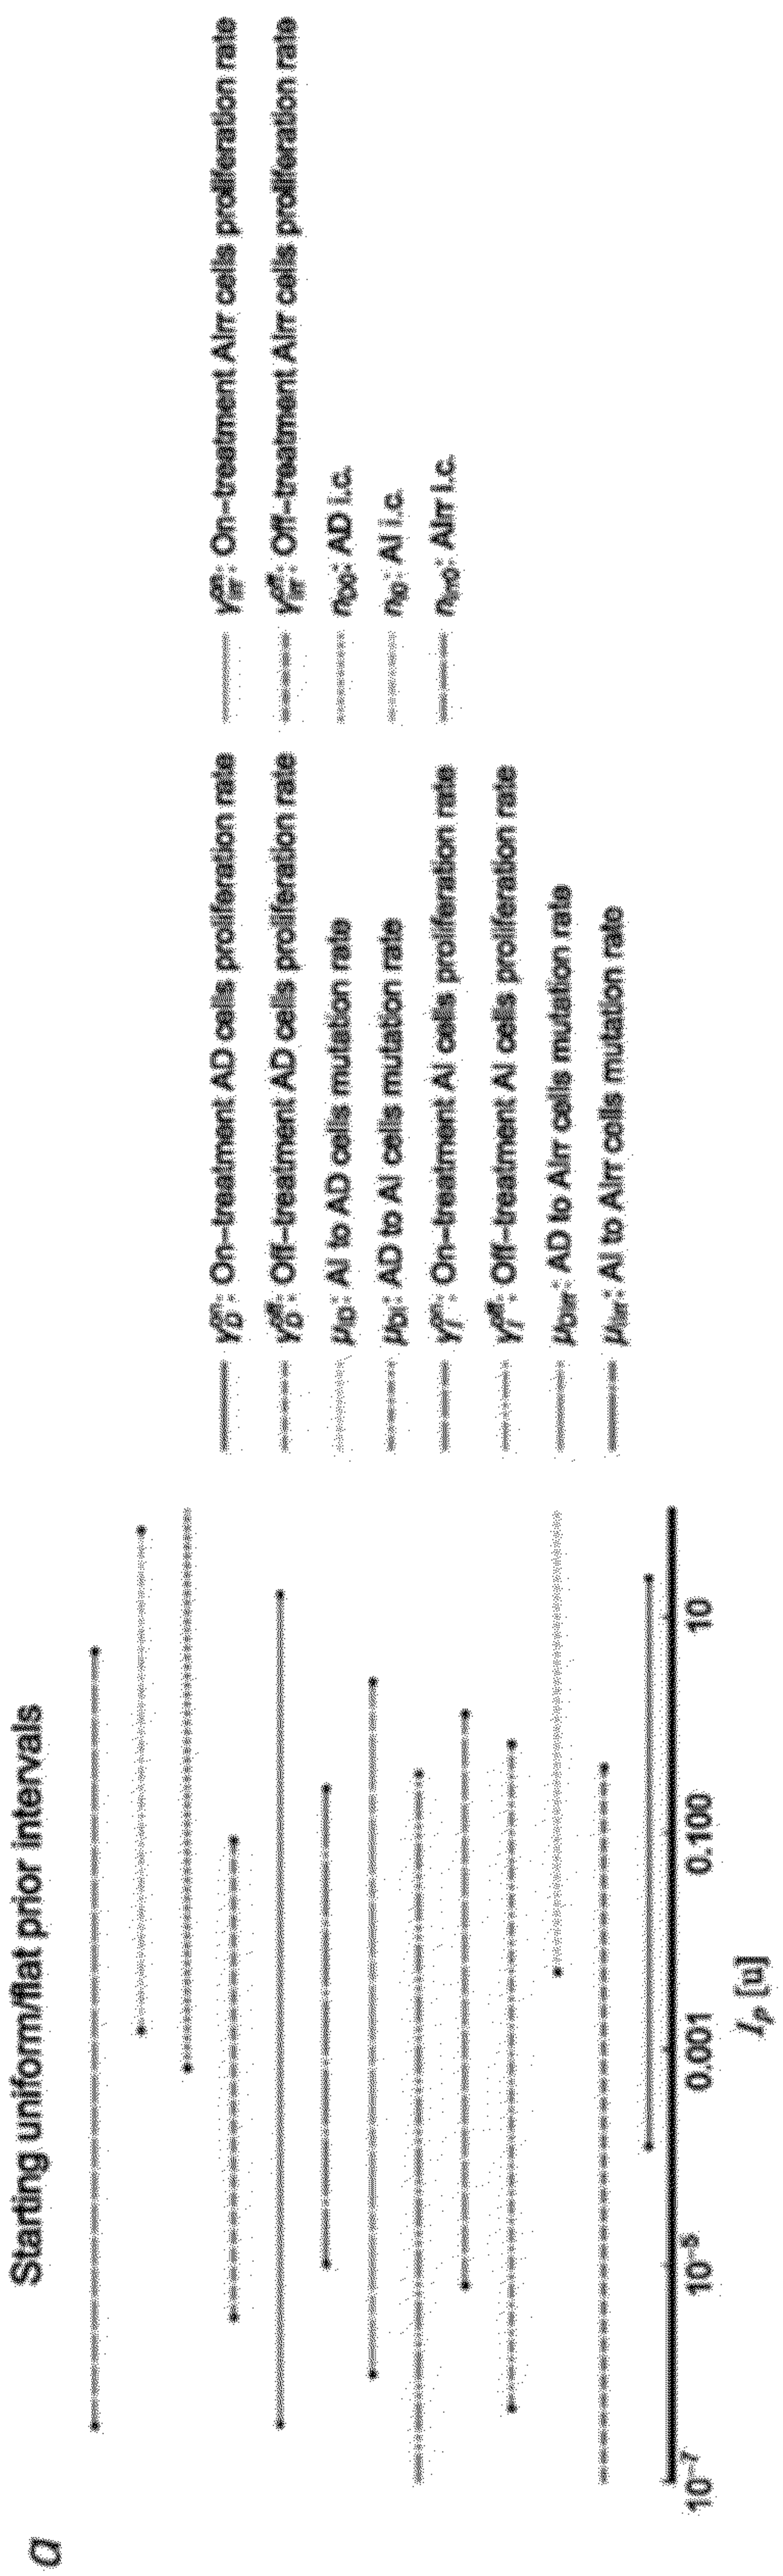 a
Starting uniform/flat prior intervals
10⁻⁷
10⁻⁵
0.001
0.100
10
I_p [u]
γ_D^on: On-treatment AD cells proliferation rate
γ_D^off: Off-treatment AD cells proliferation rate
μ_ID: AI to AD cells mutation rate
μ_DI: AD to AI cells mutation rate
γ_I^on: On-treatment AI cells proliferation rate
γ_I^off: Off-treatment AI cells proliferation rate
μ_DIrr: AD to AIrr cells mutation rate
μ_IIrr: AI to AIrr cells mutation rate
γ_Irr^on: On-treatment AIrr cells proliferation rate
γ_Irr^off: Off-treatment AIrr cells proliferation rate
n_D0: AD i.c.
n_I0: AI i.c.
n_Irr0: AIrr i.c.